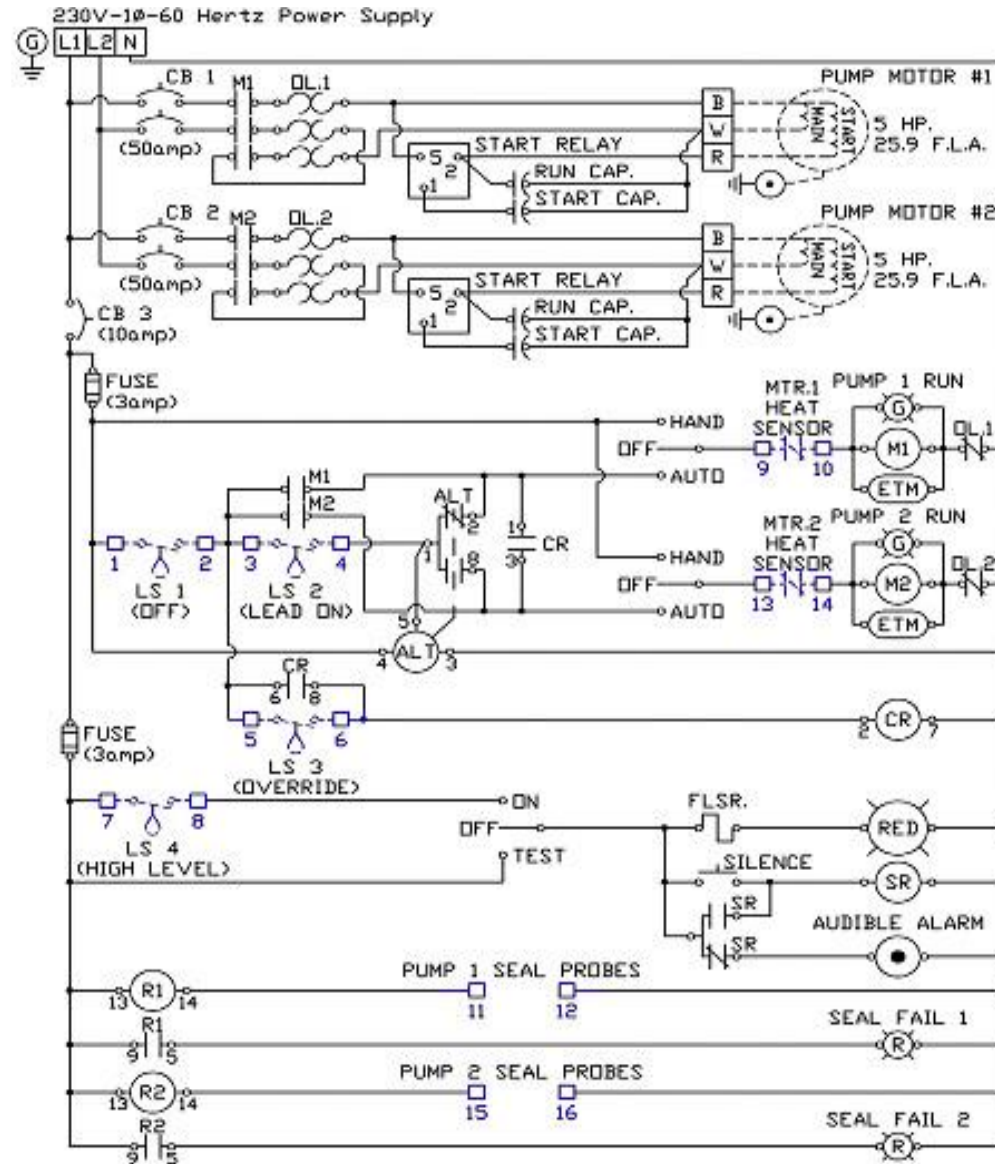 230V-1Ø-60 Hertz Power Supply
G L1 L2 N
CB 1 M1 OL.1 PUMP MOTOR #1
(50amp)
B
W
R
START RELAY
5 2 1
RUN CAP.
START CAP.
MAIN START
5 HP.
25.9 F.L.A.
CB 2 M2 OL.2 PUMP MOTOR #2
(50amp)
B
W
R
START RELAY
5 2 1
RUN CAP.
START CAP.
MAIN START
5 HP.
25.9 F.L.A.
CB 3
(10amp)
FUSE
(3amp)
HAND
OFF
AUTO
MTR.1
HEAT
SENSOR
9 10
PUMP 1 RUN
G
M1
ETM
OL.1
M1
M2
ALT
2
1
8
1
3
CR
HAND
OFF
AUTO
MTR.2
HEAT
SENSOR
13 14
PUMP 2 RUN
G
M2
ETM
OL.2
1 2 3 4
LS 1
(OFF)
LS 2
(LEAD ON)
5
4 ALT 3
CR
6 8
5 6
LS 3
(OVERRIDE)
2 CR 7
FUSE
(3amp)
7 8
LS 4
(HIGH LEVEL)
ON
OFF
TEST
FLSR.
RED
SILENCE
SR
SR
SR
AUDIBLE ALARM
13 R1 14
PUMP 1 SEAL PROBES
11 12
R1
9 5
SEAL FAIL 1
R
13 R2 14
PUMP 2 SEAL PROBES
15 16
R2
9 5
SEAL FAIL 2
R